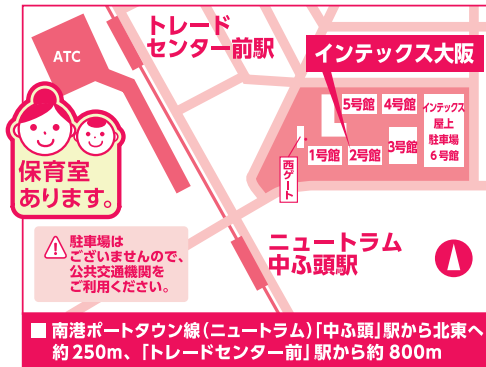 トレード
センター前駅
ATC
インテックス大阪
5号館
4号館
インテックス
屋上
駐車場
6号館
1号館
2号館
3号館
西ゲート
保育室
あります。
駐車場は
ございませんので、
公共交通機関を
ご利用ください。
ニュートラム
中ふ頭駅
■ 南港ポートタウン線（ニュートラム）「中ふ頭」駅から北東へ
約250m、「トレードセンター前」駅から約 800m